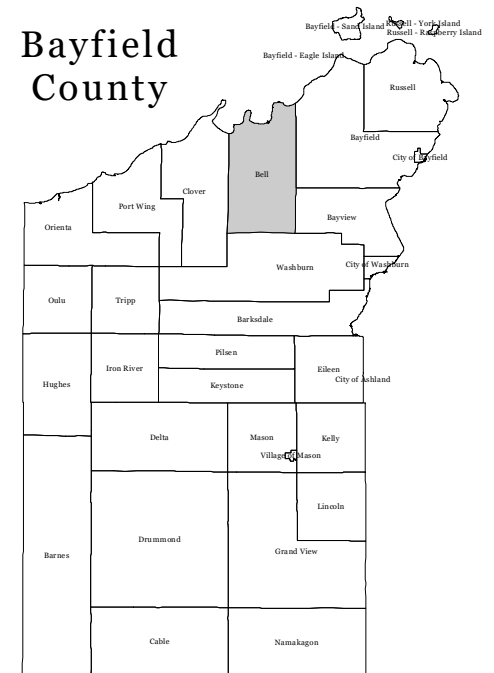 Bayfield
County
Bayfield - Sand Island
Russell - York Island
Russell - Raspberry Island
Bayfield - Eagle Island
Russell
Bayfield
City of Bayfield
Bell
Clover
Port Wing
Orienta
Bayview
City of Washburn
Washburn
Oulu
Tripp
Barksdale
Pilsen
Iron River
Eileen
City of Ashland
Keystone
Hughes
Delta
Mason
Kelly
Village of Mason
Lincoln
Drummond
Grand View
Barnes
Cable
Namakagon